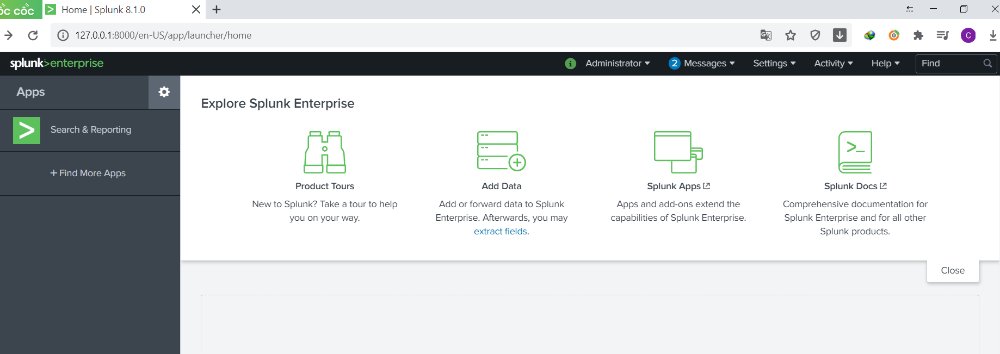 ốc cốc
Home | Splunk 8.1.0
127.0.0.1:8000/en-US/app/launcher/home
C
splunk>enterprise
i Administrator 2 Messages Settings Activity Help Find
Apps
Search & Reporting
+ Find More Apps
Explore Splunk Enterprise
Product Tours
New to Splunk? Take a tour to help
you on your way.
Add Data
Add or forward data to Splunk
Enterprise. Afterwards, you may
extract fields.
Splunk Apps
Apps and add-ons extend the
capabilities of Splunk Enterprise.
Splunk Docs
Comprehensive documentation for
Splunk Enterprise and for all other
Splunk products.
Close